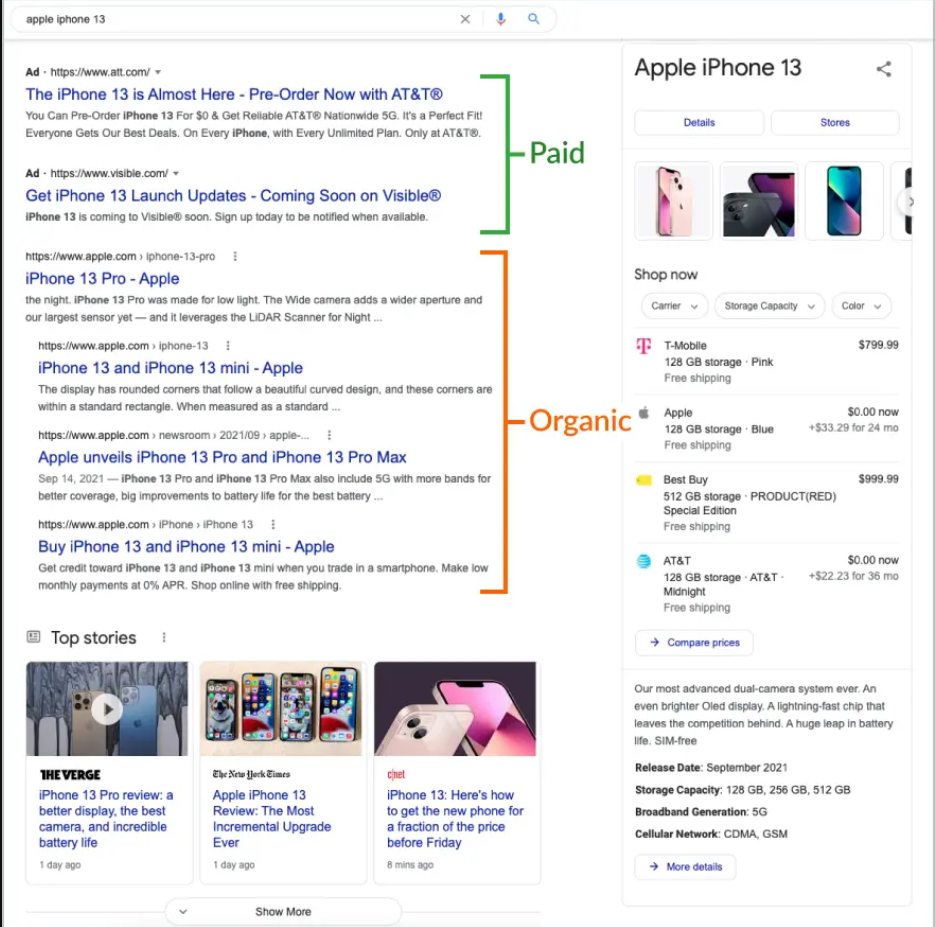 apple iphone 13
Ad · https://www.att.com/
The iPhone 13 is Almost Here - Pre-Order Now with AT&T®
You Can Pre-Order iPhone 13 For $0 & Get Reliable AT&T® Nationwide 5G. It's a Perfect Fit!
Everyone Gets Our Best Deals. On Every iPhone, with Every Unlimited Plan. Only at AT&T®.
Ad · https://www.visible.com/
Get iPhone 13 Launch Updates - Coming Soon on Visible®
iPhone 13 is coming to Visible® soon. Sign up today to be notified when available.
Paid
https://www.apple.com › iphone-13-pro
iPhone 13 Pro - Apple
the night. iPhone 13 Pro was made for low light. The Wide camera adds a wider aperture and
our largest sensor yet — and it leverages the LiDAR Scanner for Night ...
https://www.apple.com › iphone-13
iPhone 13 and iPhone 13 mini - Apple
The display has rounded corners that follow a beautiful curved design, and these corners are
within a standard rectangle. When measured as a standard ...
https://www.apple.com › newsroom › 2021/09 › apple-...
Apple unveils iPhone 13 Pro and iPhone 13 Pro Max
Sep 14, 2021 — iPhone 13 Pro and iPhone 13 Pro Max also include 5G with more bands for
better coverage, big improvements to battery life for the best battery ...
https://www.apple.com › iPhone › iPhone 13
Buy iPhone 13 and iPhone 13 mini - Apple
Get credit toward iPhone 13 and iPhone 13 mini when you trade in a smartphone. Make low
monthly payments at 0% APR. Shop online with free shipping.
Organic
Top stories
THE VERGE
iPhone 13 Pro review: a
better display, the best
camera, and incredible
battery life
1 day ago
The New York Times
Apple iPhone 13
Review: The Most
Incremental Upgrade
Ever
1 day ago
c|net
iPhone 13: Here's how
to get the new phone for
a fraction of the price
before Friday
8 mins ago
Show More
Apple iPhone 13
Details
Stores
Shop now
Carrier
Storage Capacity
Color
T-Mobile $799.99
128 GB storage · Pink
Free shipping
Apple $0.00 now
128 GB storage · Blue +$33.29 for 24 mo
Free shipping
Best Buy $999.99
512 GB storage · PRODUCT(RED)
Special Edition
Free shipping
AT&T $0.00 now
128 GB storage · AT&T · +$22.23 for 36 mo
Midnight
Free shipping
Compare prices
Our most advanced dual-camera system ever. An
even brighter Oled display. A lightning-fast chip that
leaves the competition behind. A huge leap in battery
life. SIM-free
Release Date: September 2021
Storage Capacity: 128 GB, 256 GB, 512 GB
Broadband Generation: 5G
Cellular Network: CDMA, GSM
More details